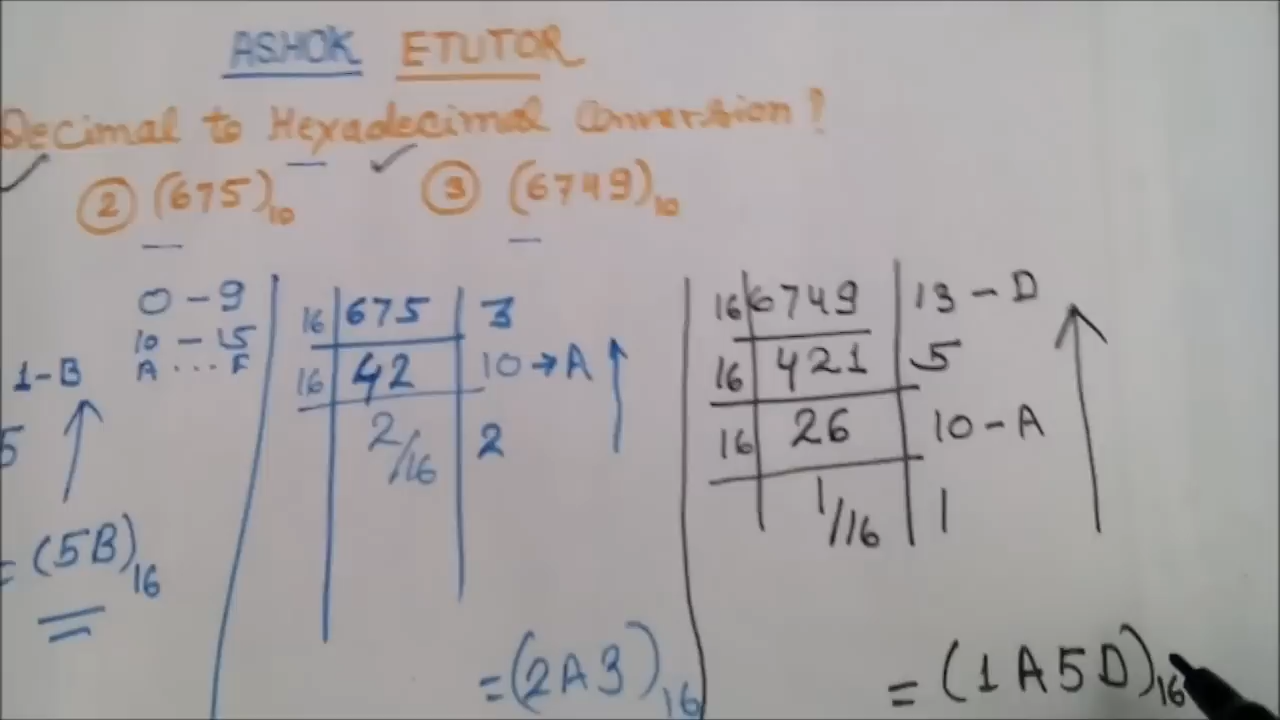 ASHOK ETUTOR
Decimal to Hexadecimal Conversion?
② (675)10 ③ (6749)10
0 - 9
10 - 15
A ... F
1 - B
5
= (5B)16
16 675 3
16 42 10 → A
2/16 2
= (2A3)16
16 6749 13 - D
16 421 5
16 26 10 - A
1/16 1
= (1A5D)16